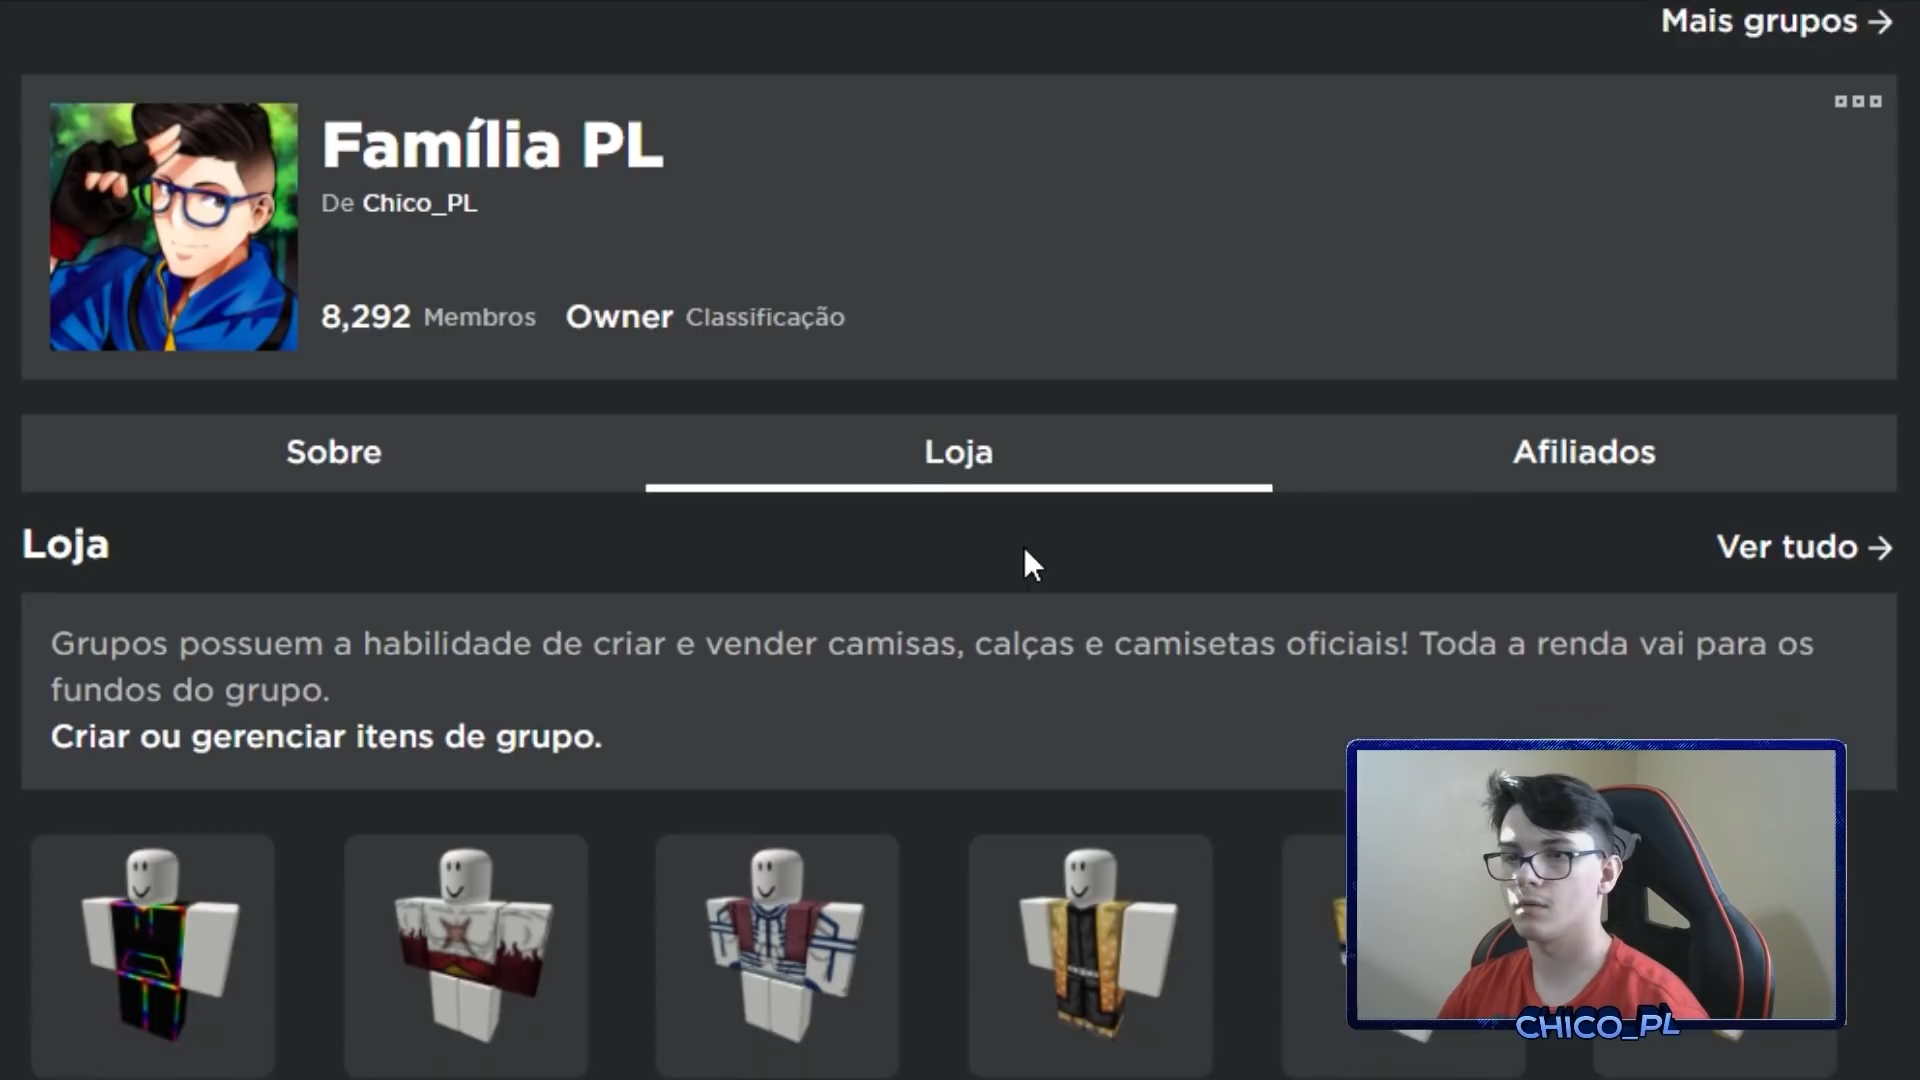 Mais grupos
Família PL
De Chico_PL
8,292 Membros Owner Classificação
Sobre Loja Afiliados
Loja Ver tudo
Grupos possuem a habilidade de criar e vender camisas, calças e camisetas oficiais! Toda a renda vai para os
fundos do grupo.
Criar ou gerenciar itens de grupo.
CHICO_PL